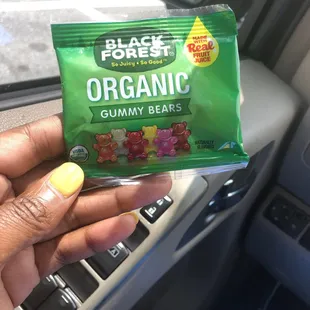 BLACK
FOREST
So Juicy • So Good
MADE
WITH
Real
FRUIT
JUICE
ORGANIC
GUMMY BEARS